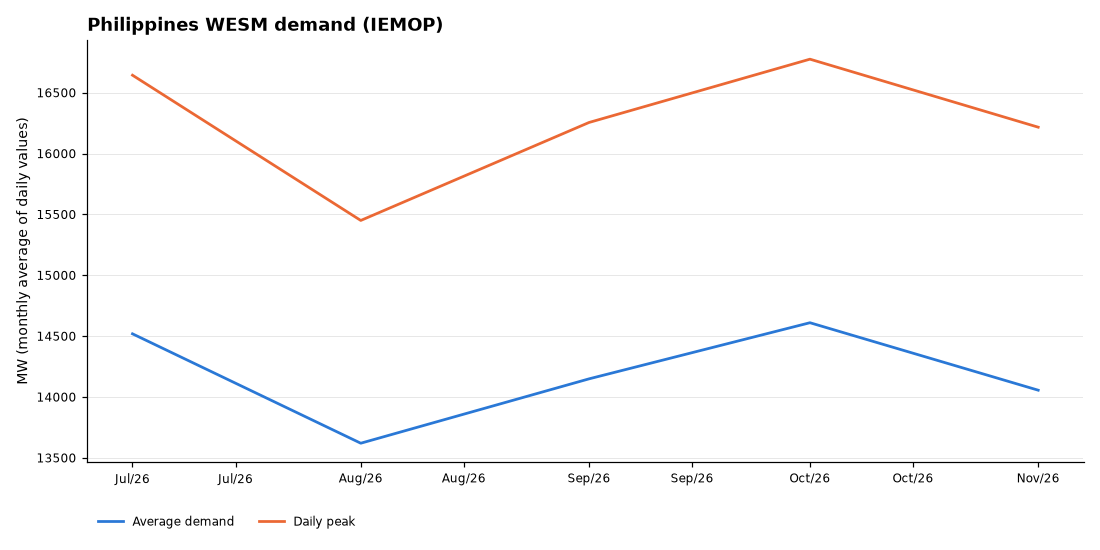 Philippines WESM demand (IEMOP)
MW (monthly average of daily values)
16500
16000
15500
15000
14500
14000
13500
Jul/26 Jul/26 Aug/26 Aug/26 Sep/26 Sep/26 Oct/26 Oct/26 Nov/26
Average demand Daily peak